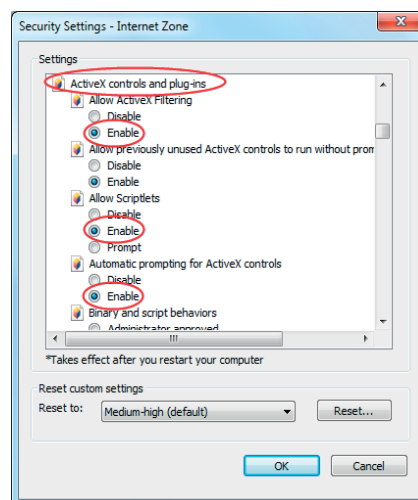 Security Settings - Internet Zone
Settings
ActiveX controls and plug-ins
Allow ActiveX Filtering
Disable
Enable
Allow previously unused ActiveX controls to run without prom
Disable
Enable
Allow Scriptlets
Disable
Enable
Prompt
Automatic prompting for ActiveX controls
Disable
Enable
Binary and script behaviors
Administrator approved
*Takes effect after you restart your computer
Reset custom settings
Reset to: Medium-high (default) Reset...
OK Cancel